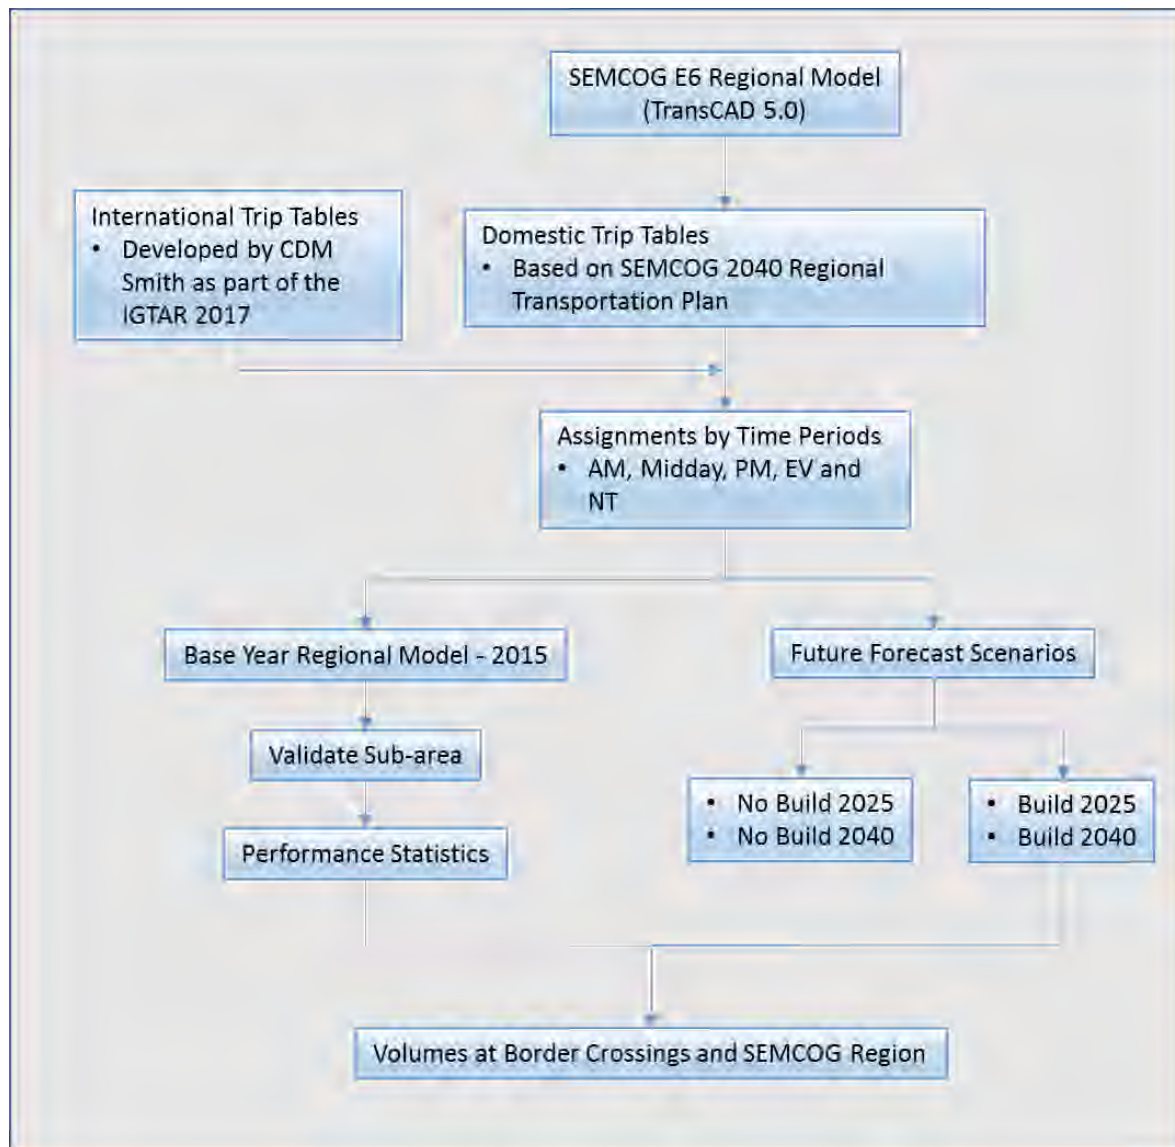 SEMCOG E6 Regional Model
(TransCAD 5.0)
International Trip Tables
• Developed by CDM
Smith as part of the
IGTAR 2017
Domestic Trip Tables
• Based on SEMCOG 2040 Regional
Transportation Plan
Assignments by Time Periods
• AM, Midday, PM, EV and
NT
Base Year Regional Model - 2015
Future Forecast Scenarios
Validate Sub-area
• No Build 2025
• No Build 2040
• Build 2025
• Build 2040
Performance Statistics
Volumes at Border Crossings and SEMCOG Region